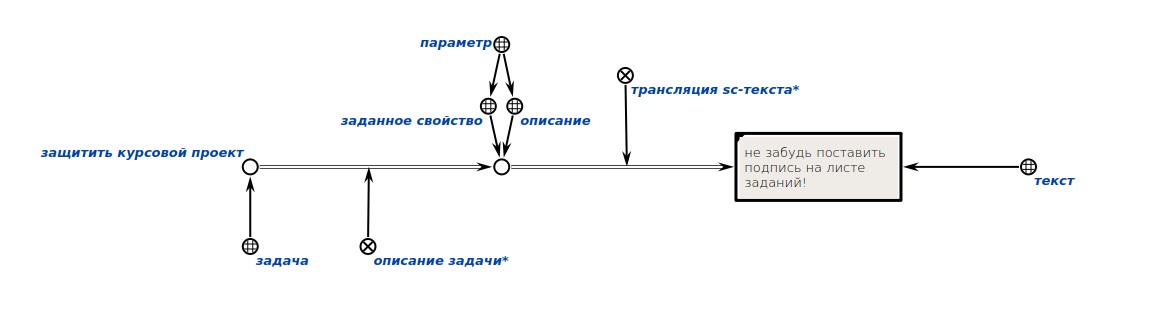 параметр
трансляция sc-текста*
заданное свойство
описание
защитить курсовой проект
не забудь поставить
подпись на листе
заданий!
текст
задача
описание задачи*